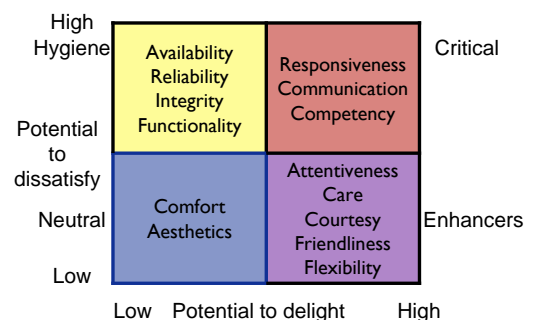 High
Hygiene
Availability
Reliability
Integrity
Functionality
Responsiveness
Communication
Competency
Critical
Potential
to
dissatisfy
Neutral
Comfort
Aesthetics
Attentiveness
Care
Courtesy
Friendliness
Flexibility
Enhancers
Low
Low Potential to delight High